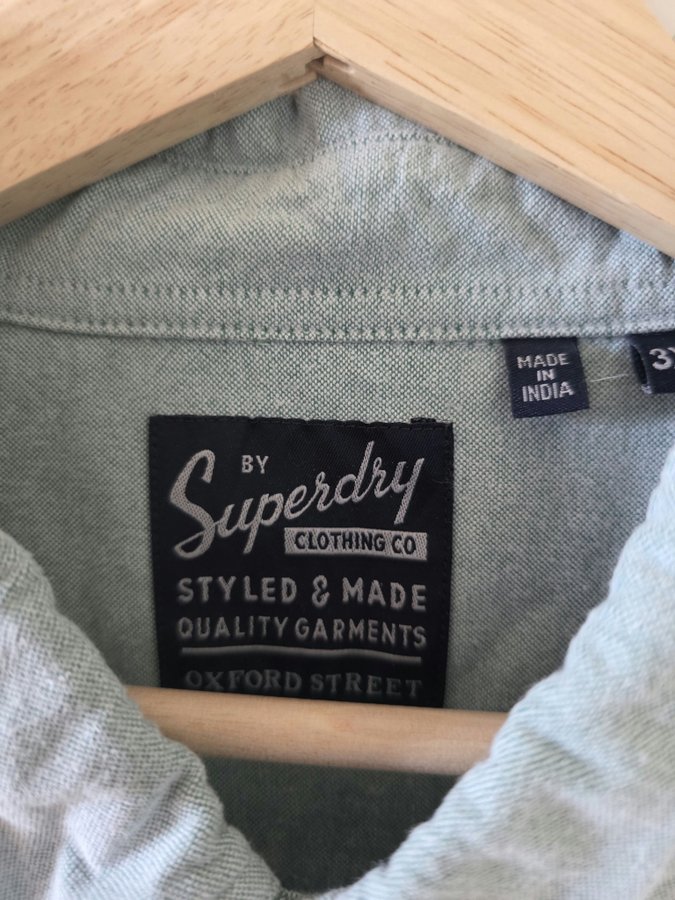 BY
Superdry
CLOTHING CO
STYLED & MADE
QUALITY GARMENTS
OXFORD STREET
MADE
IN
INDIA